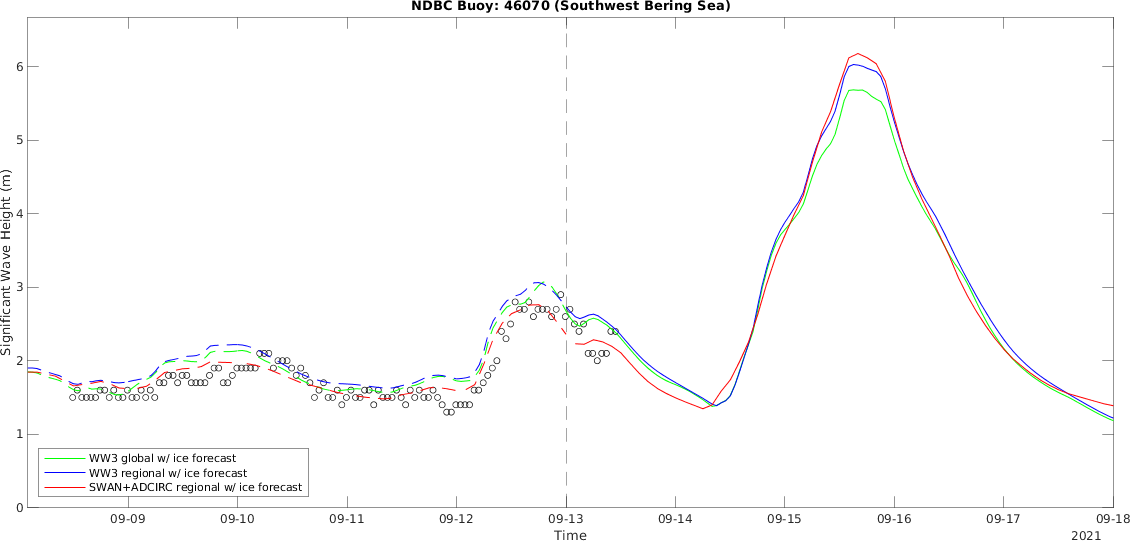 NDBC Buoy: 46070 (Southwest Bering Sea)
Significant Wave Height (m)
6
5
4
3
2
1
0
WW3 global w/ ice forecast
WW3 regional w/ ice forecast
SWAN+ADCIRC regional w/ ice forecast
09-09 09-10 09-11 09-12 09-13 09-14 09-15 09-16 09-17 09-18
Time
2021